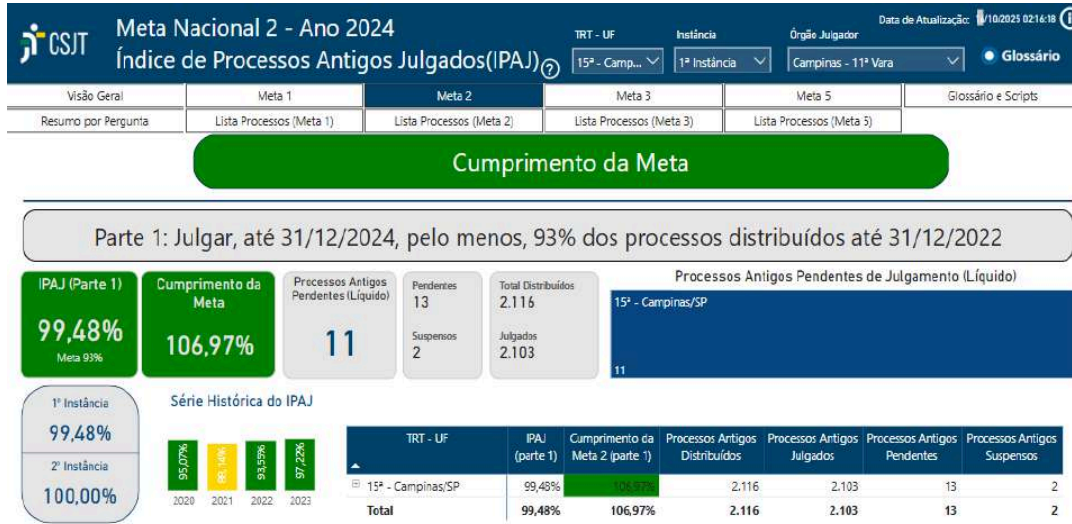 CSJT
Meta Nacional 2 - Ano 2024
Índice de Processos Antigos Julgados(IPAJ)
Data de Atualização: /10/2025 02:16:18
TRT - UF
Instância
Órgão Julgador
15ª - Camp...
1ª Instância
Campinas - 11ª Vara
Glossário
Visão Geral
Meta 1
Meta 2
Meta 3
Meta 5
Glossário e Scripts
Resumo por Pergunta
Lista Processos (Meta 1)
Lista Processos (Meta 2)
Lista Processos (Meta 3)
Lista Processos (Meta 5)
Cumprimento da Meta
Parte 1: Julgar, até 31/12/2024, pelo menos, 93% dos processos distribuídos até 31/12/2022
IPAJ (Parte 1)
99,48%
Meta 93%
Cumprimento da
Meta
106,97%
Processos Antigos
Pendentes (Líquido)
11
Pendentes
13
Suspensos
2
Total Distribuídos
2.116
Julgados
2.103
Processos Antigos Pendentes de Julgamento (Líquido)
15ª - Campinas/SP
11
1ª Instância
99,48%
2ª Instância
100,00%
Série Histórica do IPAJ
95,07%
93,55%
97,22%
2020 2021 2022 2023
TRT - UF
IPAJ (parte 1)
Cumprimento da Meta 2 (parte 1)
Processos Antigos Distribuídos
Processos Antigos Julgados
Processos Antigos Pendentes
Processos Antigos Suspensos
15ª - Campinas/SP 99,48% 106,97% 2.116 2.103 13 2
Total 99,48% 106,97% 2.116 2.103 13 2